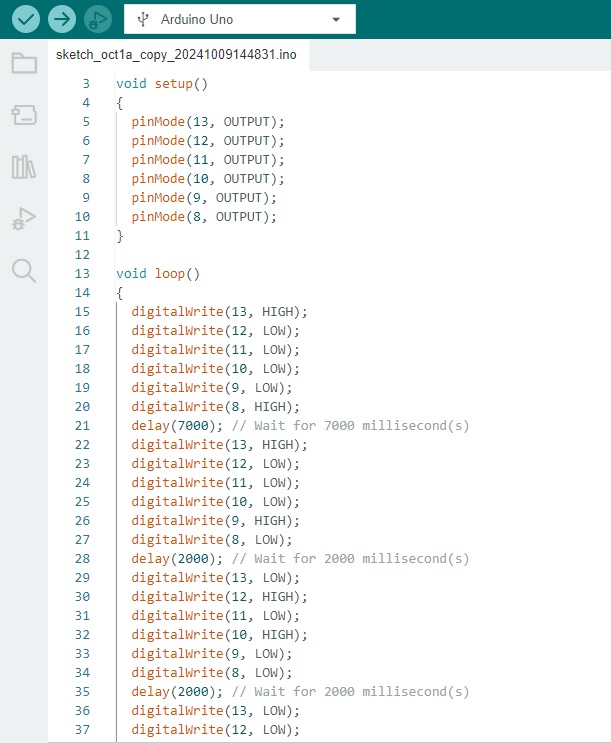 Arduino Uno
sketch_oct1a_copy_20241009144831.ino
3 void setup()
4 {
5 pinMode(13, OUTPUT);
6 pinMode(12, OUTPUT);
7 pinMode(11, OUTPUT);
8 pinMode(10, OUTPUT);
9 pinMode(9, OUTPUT);
10 pinMode(8, OUTPUT);
11 }
12
13 void loop()
14 {
15 digitalWrite(13, HIGH);
16 digitalWrite(12, LOW);
17 digitalWrite(11, LOW);
18 digitalWrite(10, LOW);
19 digitalWrite(9, LOW);
20 digitalWrite(8, HIGH);
21 delay(7000); // Wait for 7000 millisecond(s)
22 digitalWrite(13, HIGH);
23 digitalWrite(12, LOW);
24 digitalWrite(11, LOW);
25 digitalWrite(10, LOW);
26 digitalWrite(9, HIGH);
27 digitalWrite(8, LOW);
28 delay(2000); // Wait for 2000 millisecond(s)
29 digitalWrite(13, LOW);
30 digitalWrite(12, HIGH);
31 digitalWrite(11, LOW);
32 digitalWrite(10, HIGH);
33 digitalWrite(9, LOW);
34 digitalWrite(8, LOW);
35 delay(2000); // Wait for 2000 millisecond(s)
36 digitalWrite(13, LOW);
37 digitalWrite(12, LOW);